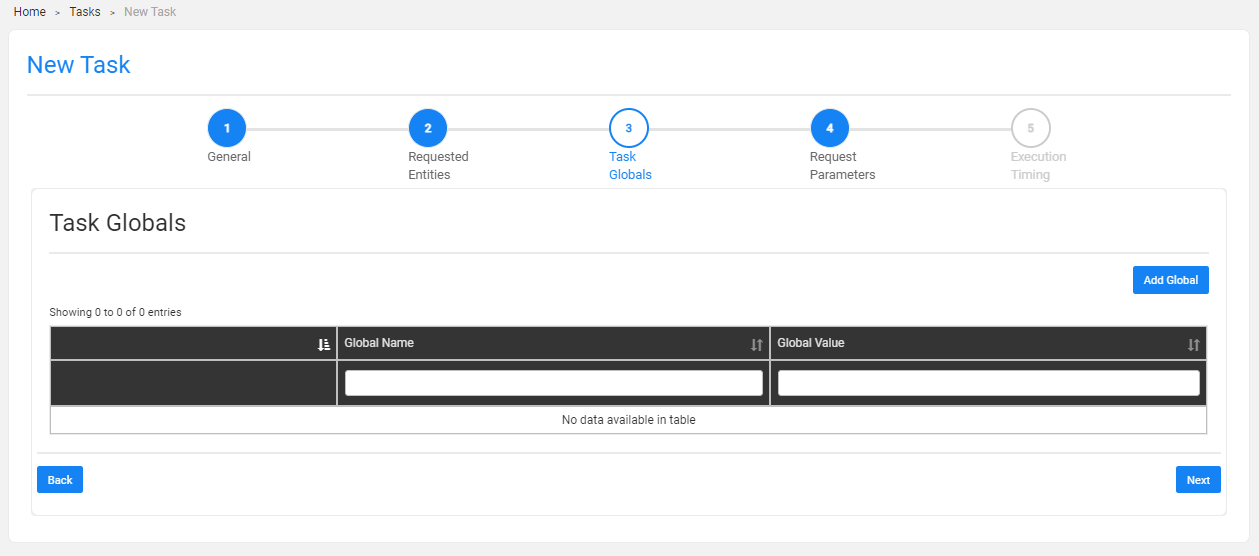 Home > Tasks > New Task
New Task
1
2
3
4
5
General
Requested
Entities
Task
Globals
Request
Parameters
Execution
Timing
Task Globals
Add Global
Showing 0 to 0 of 0 entries
Global Name
Global Value
No data available in table
Back
Next